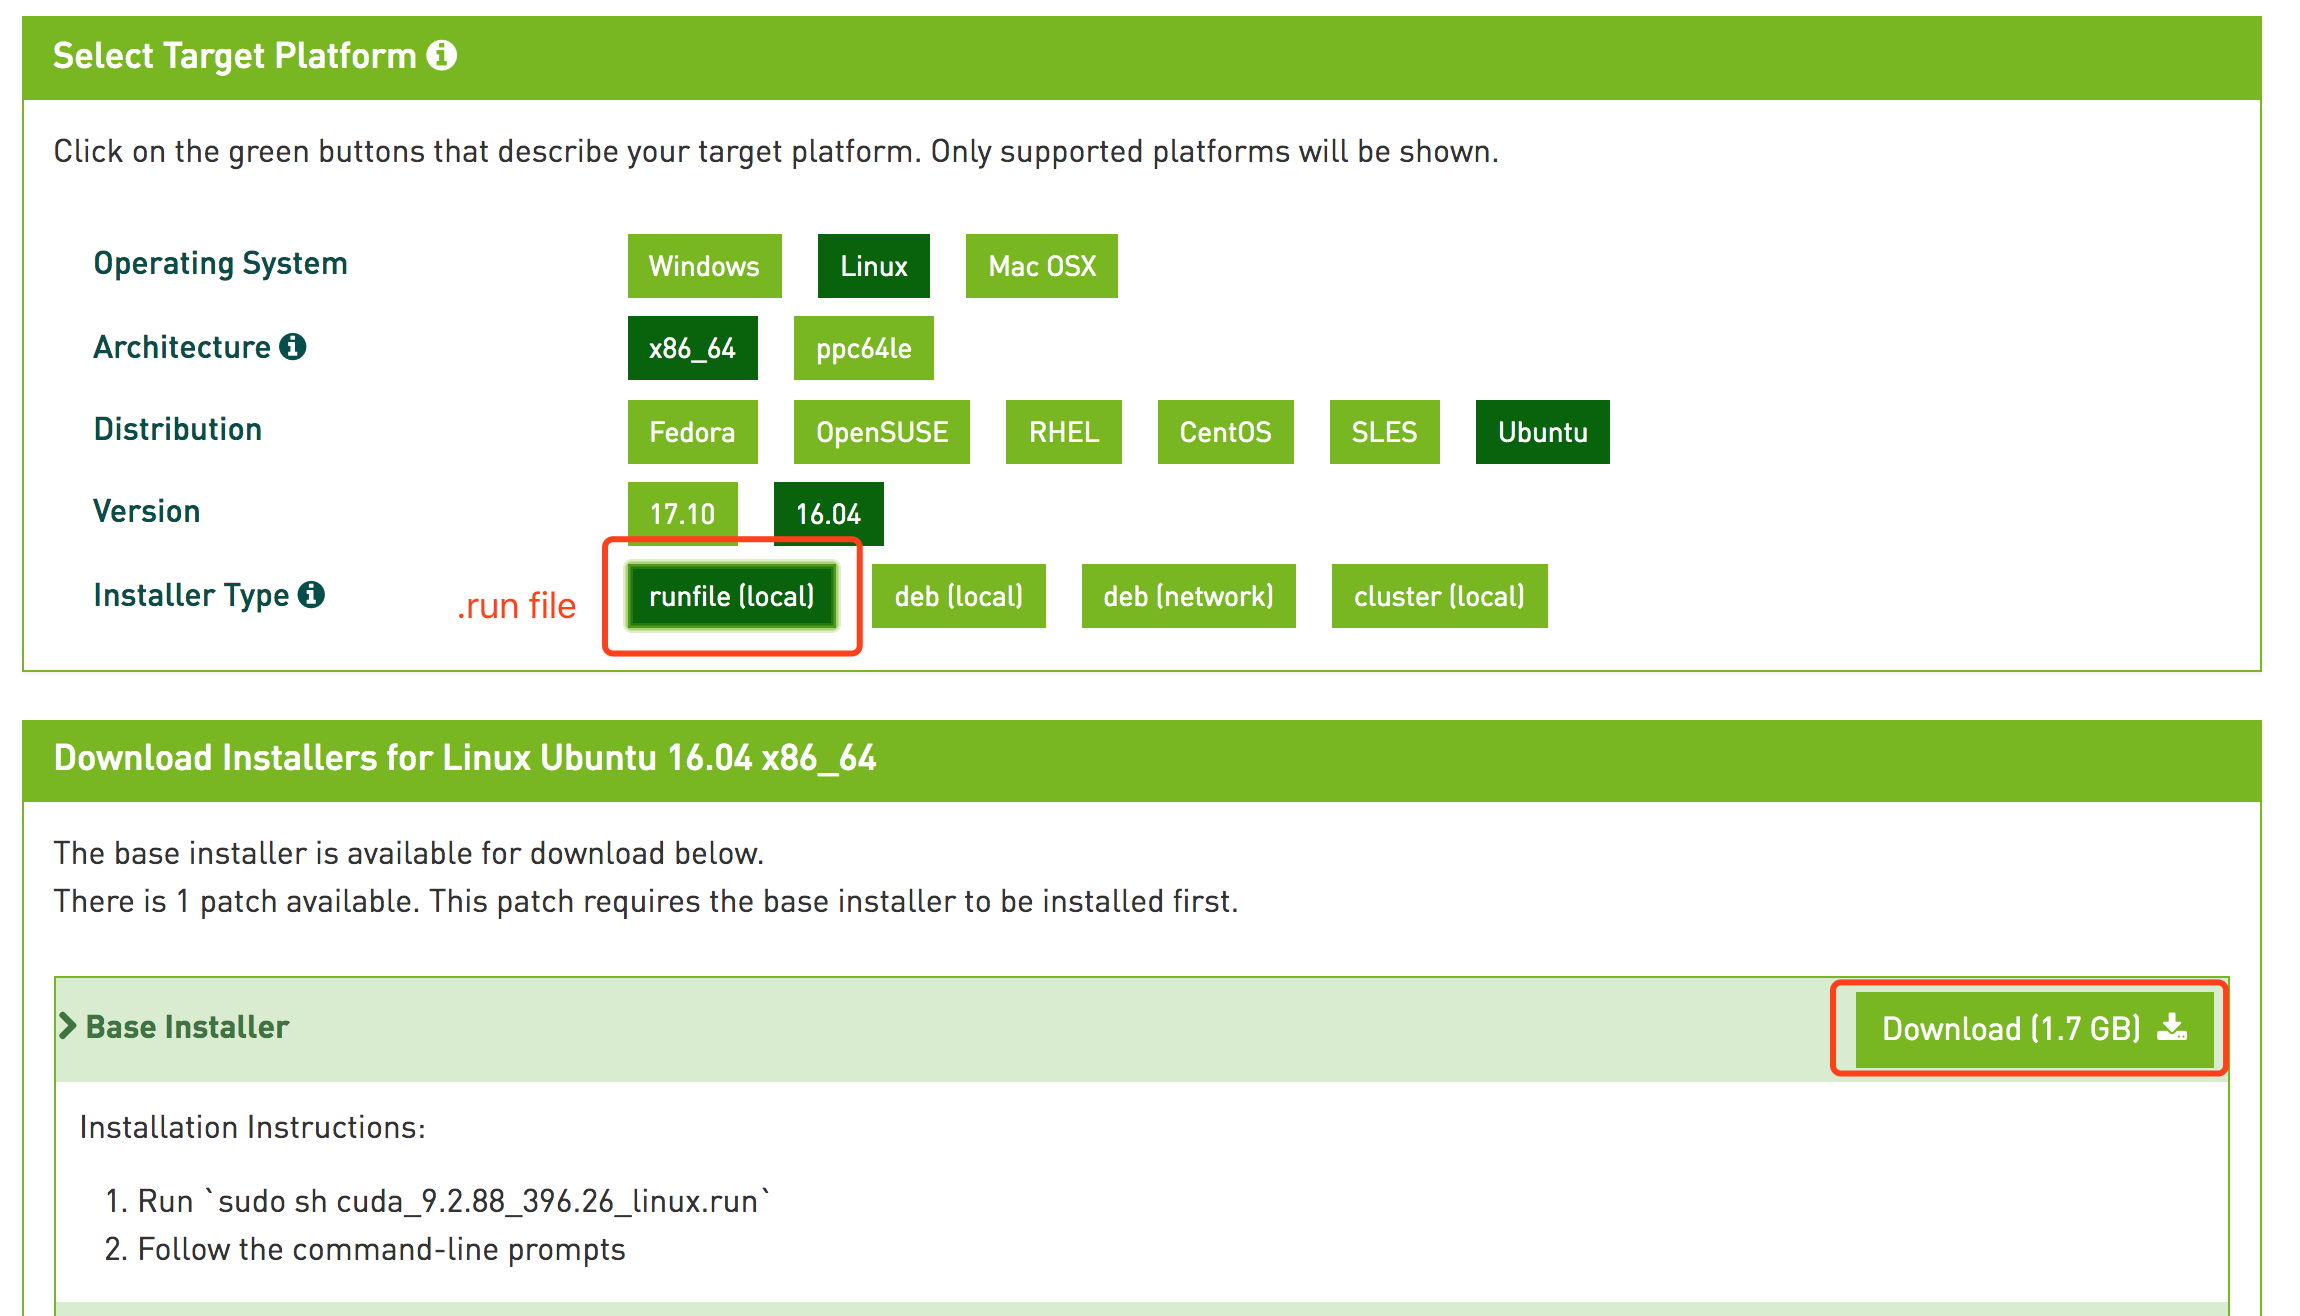 Select Target Platform
Click on the green buttons that describe your target platform. Only supported platforms will be shown.
Operating System Windows Linux Mac OSX
Architecture x86_64 ppc64le
Distribution Fedora OpenSUSE RHEL CentOS SLES Ubuntu
Version 17.10 16.04
Installer Type .run file runfile (local) deb (local) deb (network) cluster (local)
Download Installers for Linux Ubuntu 16.04 x86_64
The base installer is available for download below.
There is 1 patch available. This patch requires the base installer to be installed first.
Base Installer Download (1.7 GB)
Installation Instructions:
1. Run `sudo sh cuda_9.2.88_396.26_linux.run`
2. Follow the command-line prompts